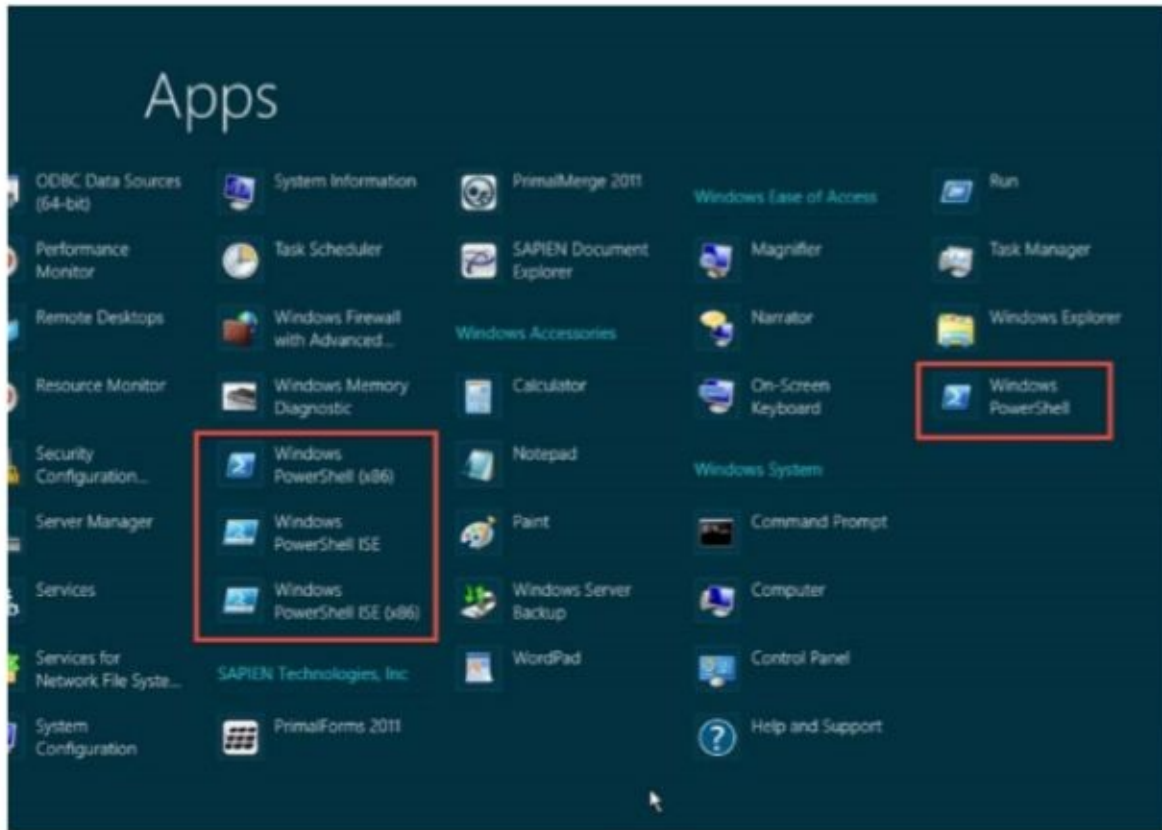 Apps
ODBC Data Sources
(64-bit)
Performance
Monitor
Remote Desktops
Resource Monitor
Security
Configuration...
Server Manager
Services
Services for
Network File Syste...
System
Configuration
System Information
Task Scheduler
Windows Firewall
with Advanced...
Windows Memory
Diagnostic
Windows
PowerShell (x86)
Windows
PowerShell ISE
Windows
PowerShell ISE (x86)
SAPIEN Technologies, Inc
PrimalForms 2011
PrimalMerge 2011
SAPIEN Document
Explorer
Windows Accessories
Calculator
Notepad
Paint
Windows Server
Backup
WordPad
Windows Ease of Access
Magnifier
Narrator
On-Screen
Keyboard
Windows System
Command Prompt
Computer
Control Panel
Help and Support
Run
Task Manager
Windows Explorer
Windows
PowerShell